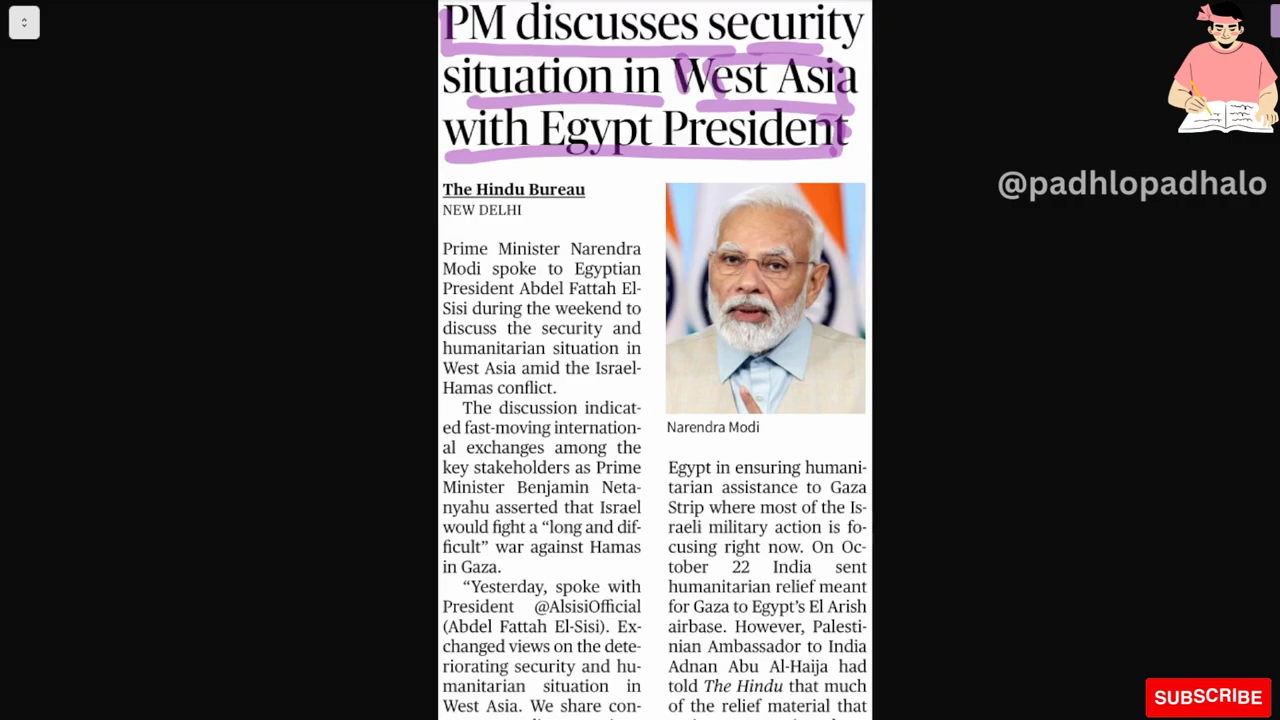 PM discusses security
situation in West Asia
with Egypt President
The Hindu Bureau
NEW DELHI
Prime Minister Narendra
Modi spoke to Egyptian
President Abdel Fattah El-
Sisi during the weekend to
discuss the security and
humanitarian situation in
West Asia amid the Israel-
Hamas conflict.
The discussion indicat-
ed fast-moving internation-
al exchanges among the
key stakeholders as Prime
Minister Benjamin Neta-
nyahu asserted that Israel
would fight a “long and dif-
ficult” war against Hamas
in Gaza.
“Yesterday, spoke with
President @AlsisiOfficial
(Abdel Fattah El-Sisi). Ex-
changed views on the dete-
riorating security and hu-
manitarian situation in
West Asia. We share con-
Narendra Modi
Egypt in ensuring humani-
tarian assistance to Gaza
Strip where most of the Is-
raeli military action is fo-
cusing right now. On Oc-
tober 22 India sent
humanitarian relief meant
for Gaza to Egypt’s El Arish
airbase. However, Palesti-
nian Ambassador to India
Adnan Abu Al-Haija had
told The Hindu that much
of the relief material that
@padhlopadhalo
SUBSCRIBE